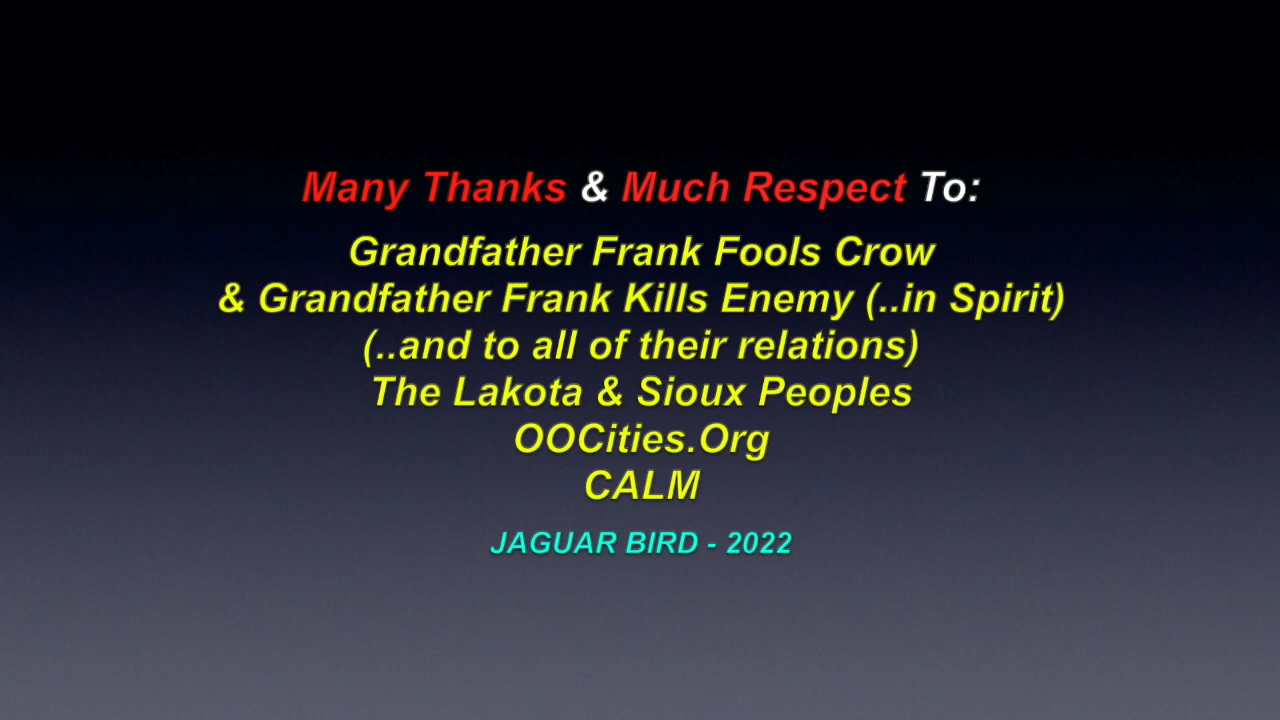 Many Thanks & Much Respect To:
Grandfather Frank Fools Crow
& Grandfather Frank Kills Enemy (..in Spirit)
(..and to all of their relations)
The Lakota & Sioux Peoples
OOCities.Org
CALM
JAGUAR BIRD - 2022